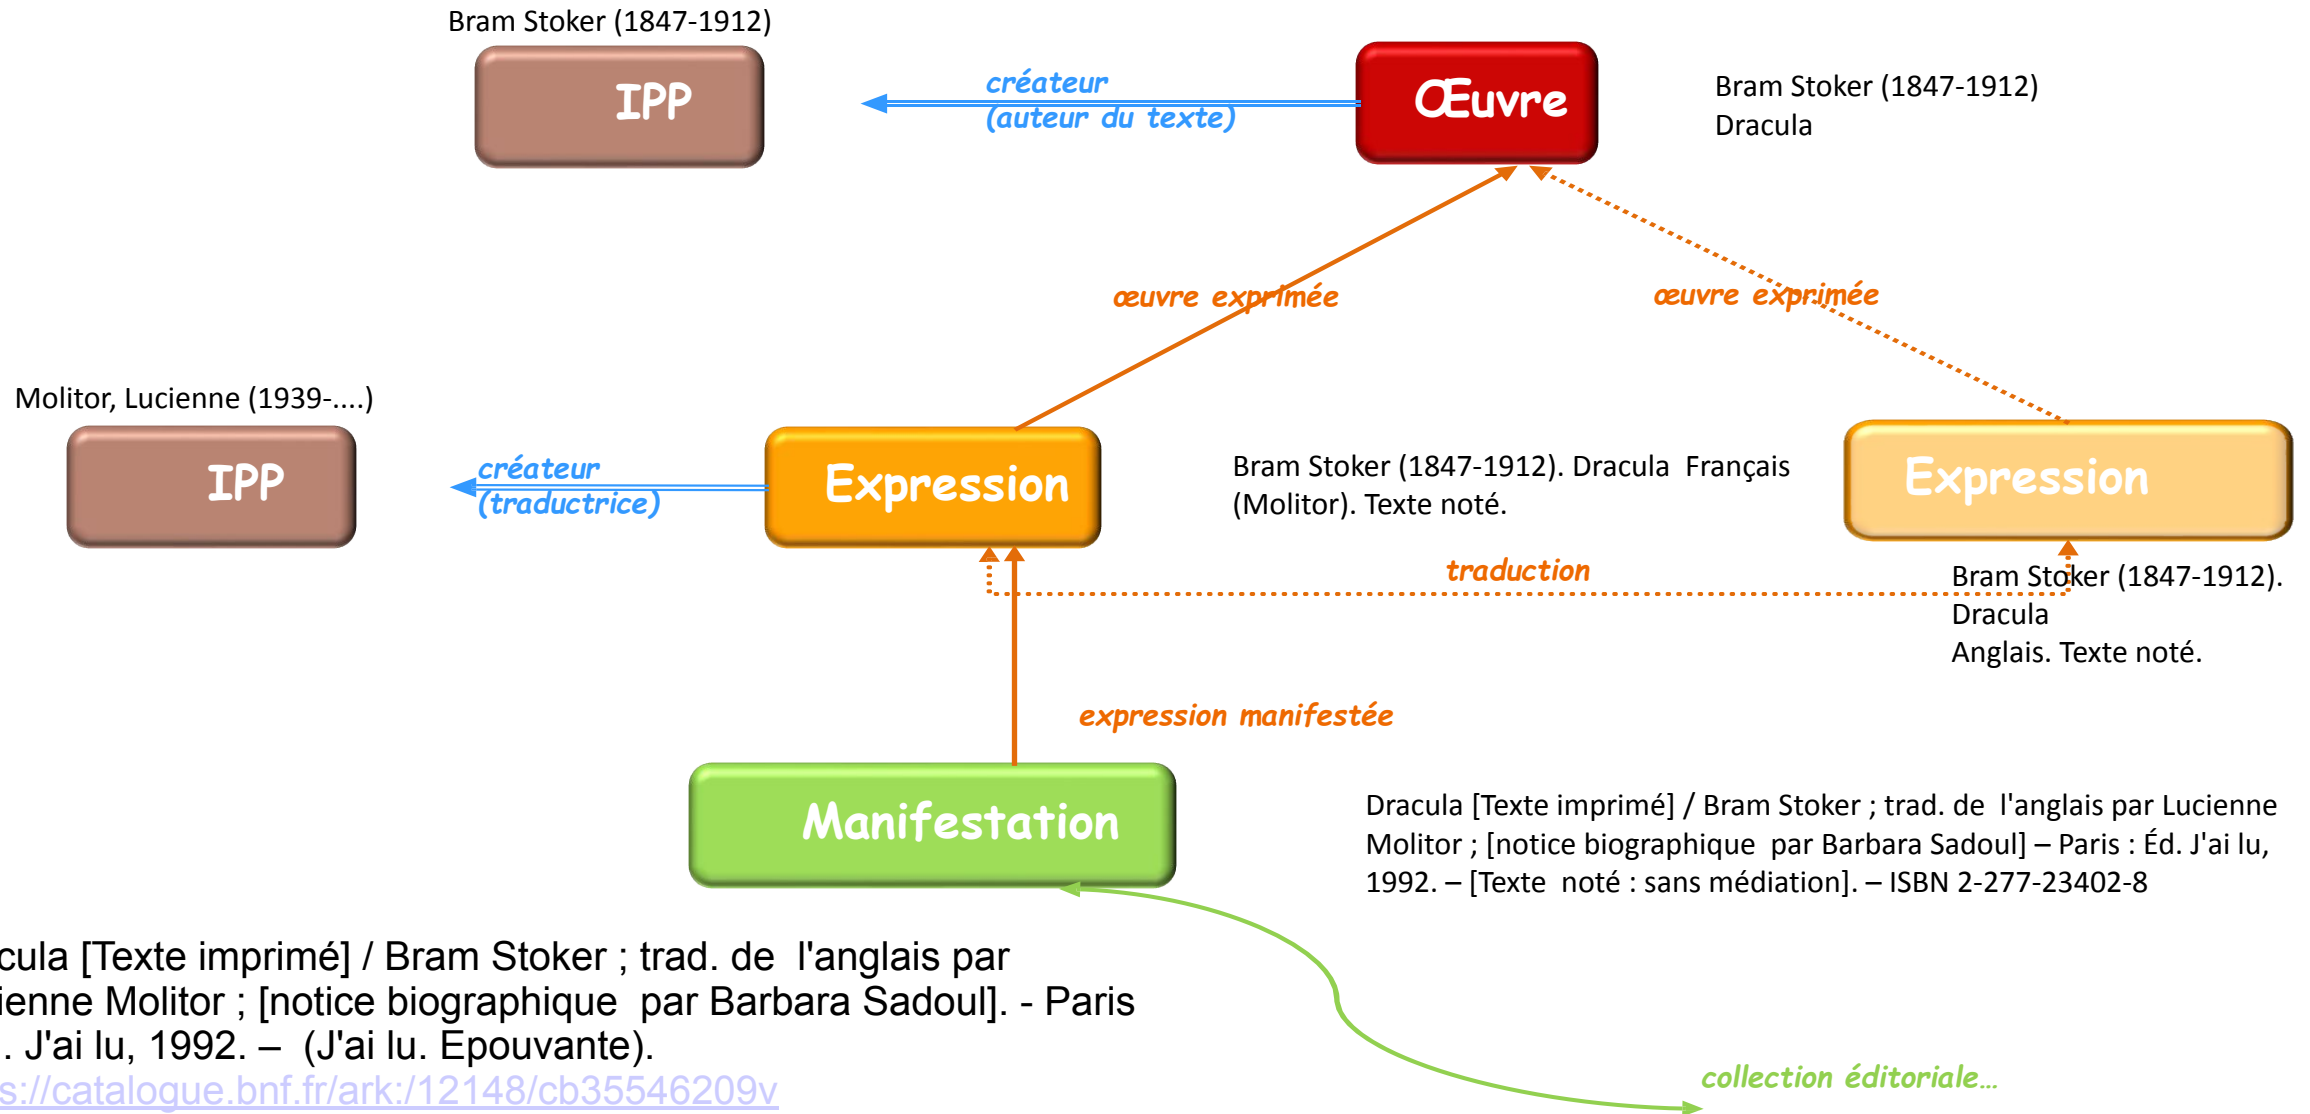 Bram Stoker (1847-1912)
IPP
créateur
(auteur du texte)
Œuvre
Bram Stoker (1847-1912)
Dracula
œuvre exprimée
œuvre exprimée
Molitor, Lucienne (1939-....)
IPP
créateur
(traductrice)
Expression
Bram Stoker (1847-1912). Dracula Français
(Molitor). Texte noté.
Expression
traduction
Bram Stoker (1847-1912).
Dracula
Anglais. Texte noté.
expression manifestée
Manifestation
Dracula [Texte imprimé] / Bram Stoker ; trad. de l'anglais par Lucienne
Molitor ; [notice biographique par Barbara Sadoul] – Paris : Éd. J'ai lu,
1992. – [Texte noté : sans médiation]. – ISBN 2-277-23402-8
cula [Texte imprimé] / Bram Stoker ; trad. de l'anglais par
ienne Molitor ; [notice biographique par Barbara Sadoul]. - Paris
. J'ai lu, 1992. – (J'ai lu. Epouvante).
s://catalogue.bnf.fr/ark:/12148/cb35546209v
collection éditoriale…